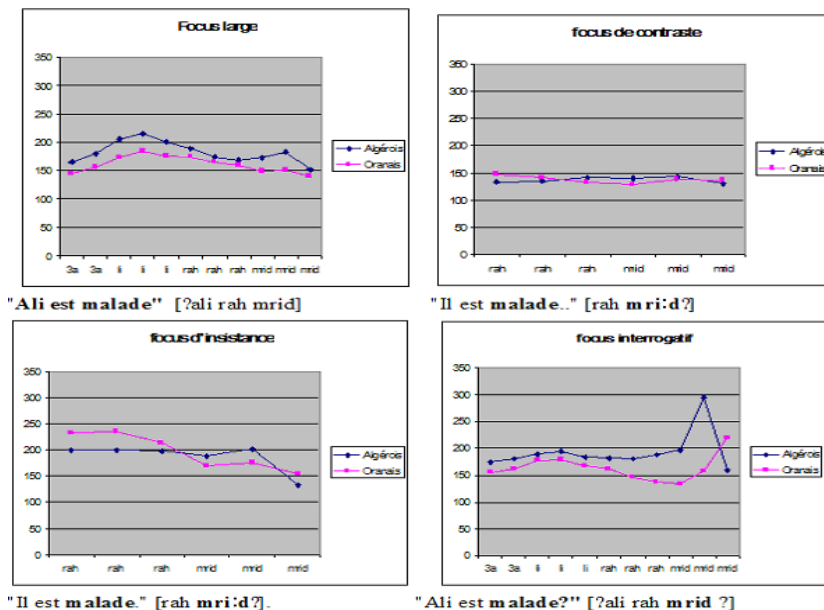 Focus large
350
300
250
200
150
100
50
0
3a 3a li li li rah rah rah mrid mrid mrid
Algérois
Oranais
"Ali est malade" [?ali rah mrid]
focus de contraste
350
300
250
200
150
100
50
0
rah rah rah mrid mrid mrid
Algérois
Oranais
"Il est malade.." [rah mri:d?]
focus d'insistance
350
300
250
200
150
100
50
0
rah rah rah mrid mrid mrid
Algérois
Oranais
"Il est malade." [rah mri:d?].
focus interrogatif
350
300
250
200
150
100
50
0
3a 3a li li li rah rah rah mrid mrid mrid
Algérois
Oranais
"Ali est malade?" [?ali rah mrid ?]